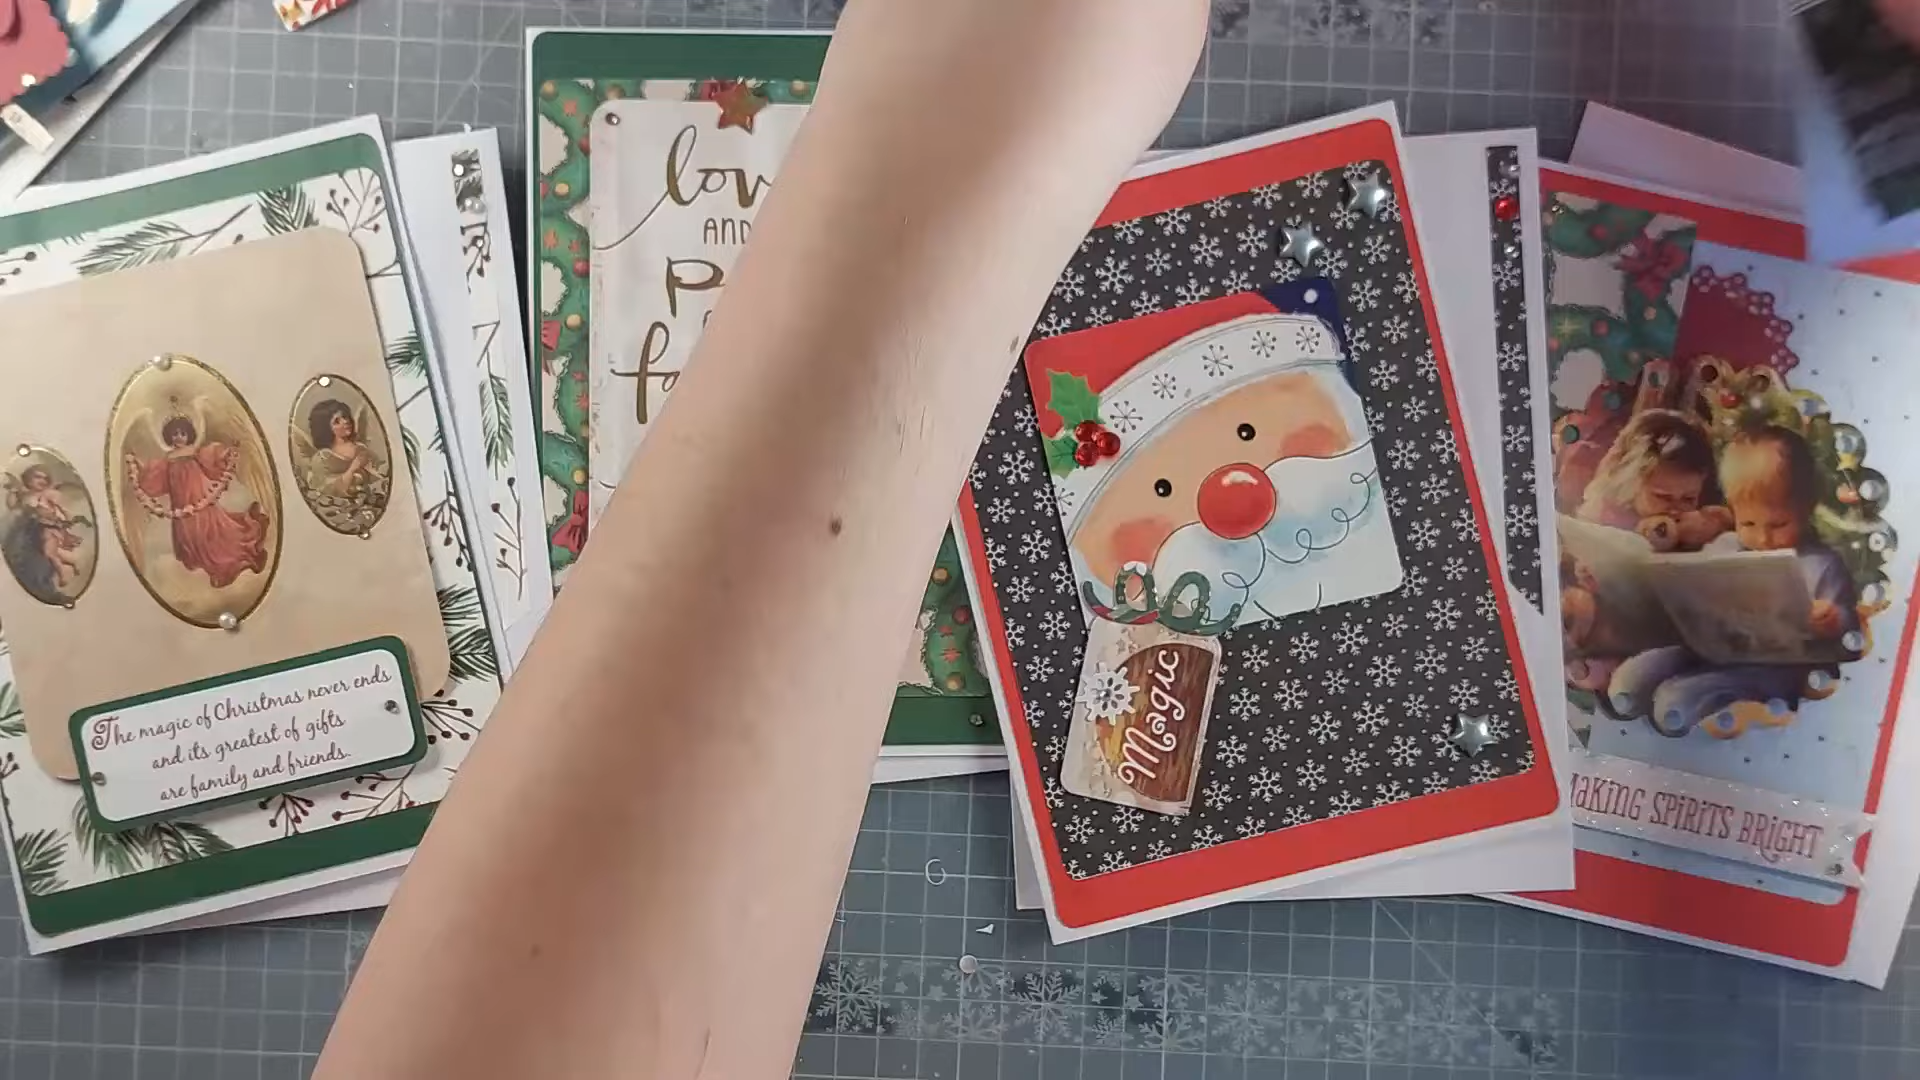 The magic of Christmas never ends
and its greatest of gifts
are family and friends.
AND
Magic
MaKiNG SPiRiTS BRiGHT
6